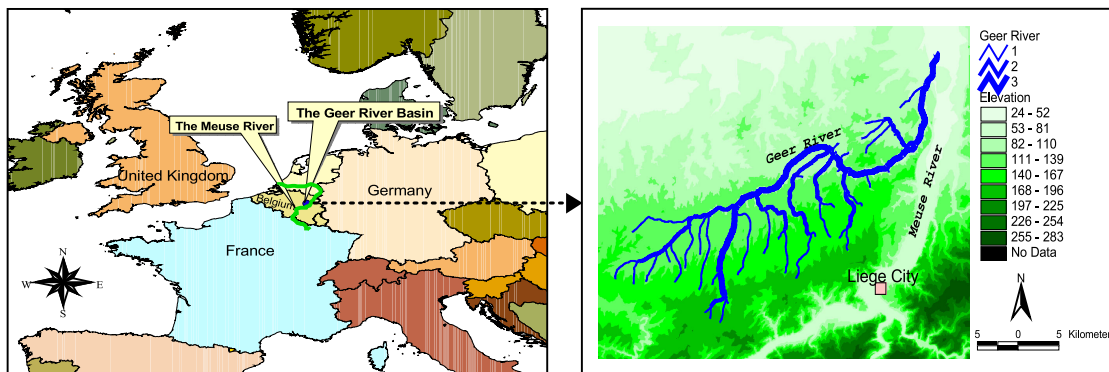 The Geer River Basin
The Meuse River
United Kingdom
Belgium
Germany
France
N
W
E
S
Geer River
Meuse River
Liege City
Geer River
1
2
3
Elevation
24 - 52
53 - 81
82 - 110
111 - 139
140 - 167
168 - 196
197 - 225
226 - 254
255 - 283
No Data
N
5 0 5 Kilometer